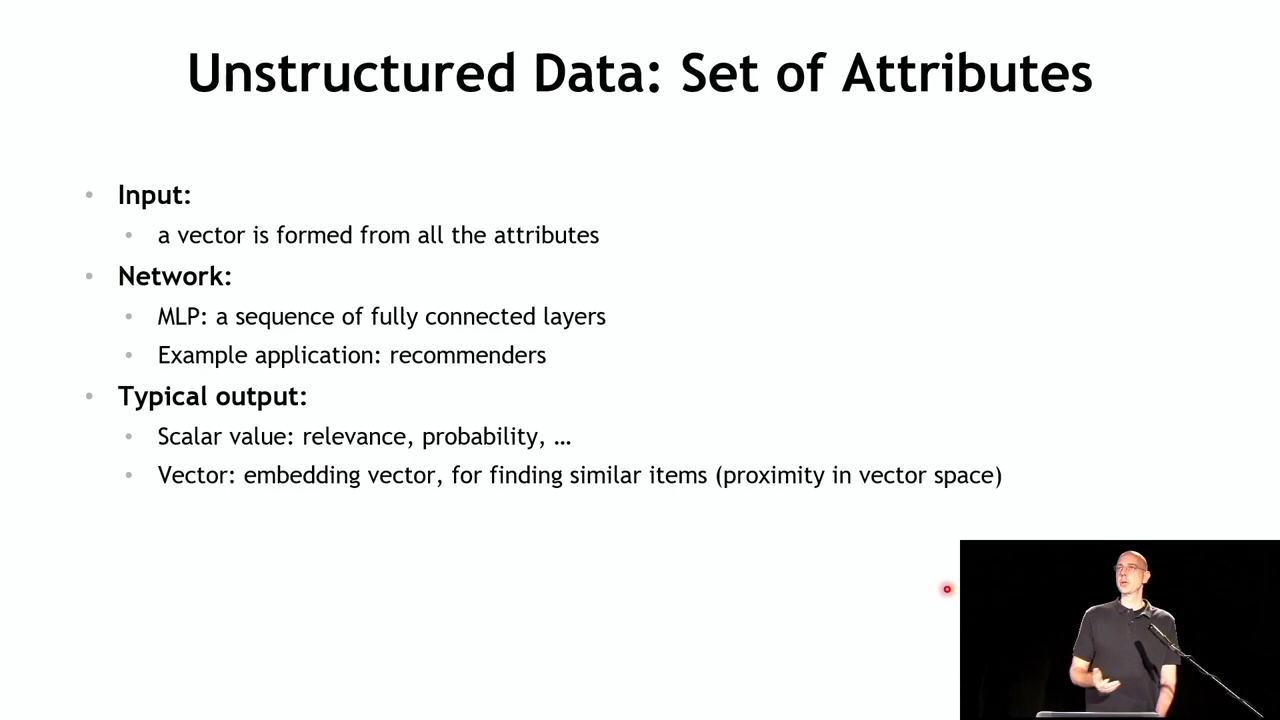 Unstructured Data: Set of Attributes
• Input:
• a vector is formed from all the attributes
• Network:
• MLP: a sequence of fully connected layers
• Example application: recommenders
• Typical output:
• Scalar value: relevance, probability, …
• Vector: embedding vector, for finding similar items (proximity in vector space)